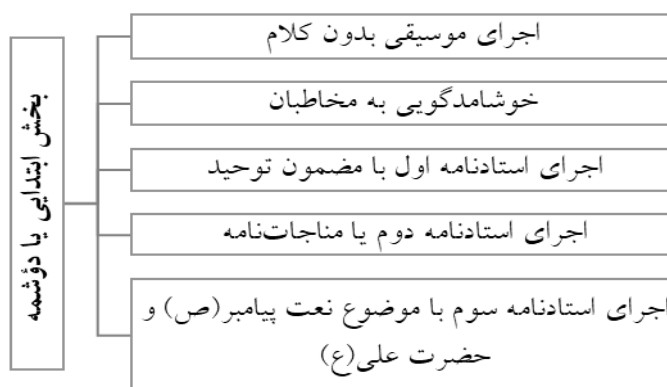 بخش ابتدایی یا دؤشمه
اجرای موسیقی بدون کلام
خوشامدگویی به مخاطبان
اجرای استادنامه اول با مضمون توحید
اجرای استادنامه دوم یا مناجات‌نامه
اجرای استادنامه سوم با موضوع نعت پیامبر(ص) و
حضرت علی(ع)